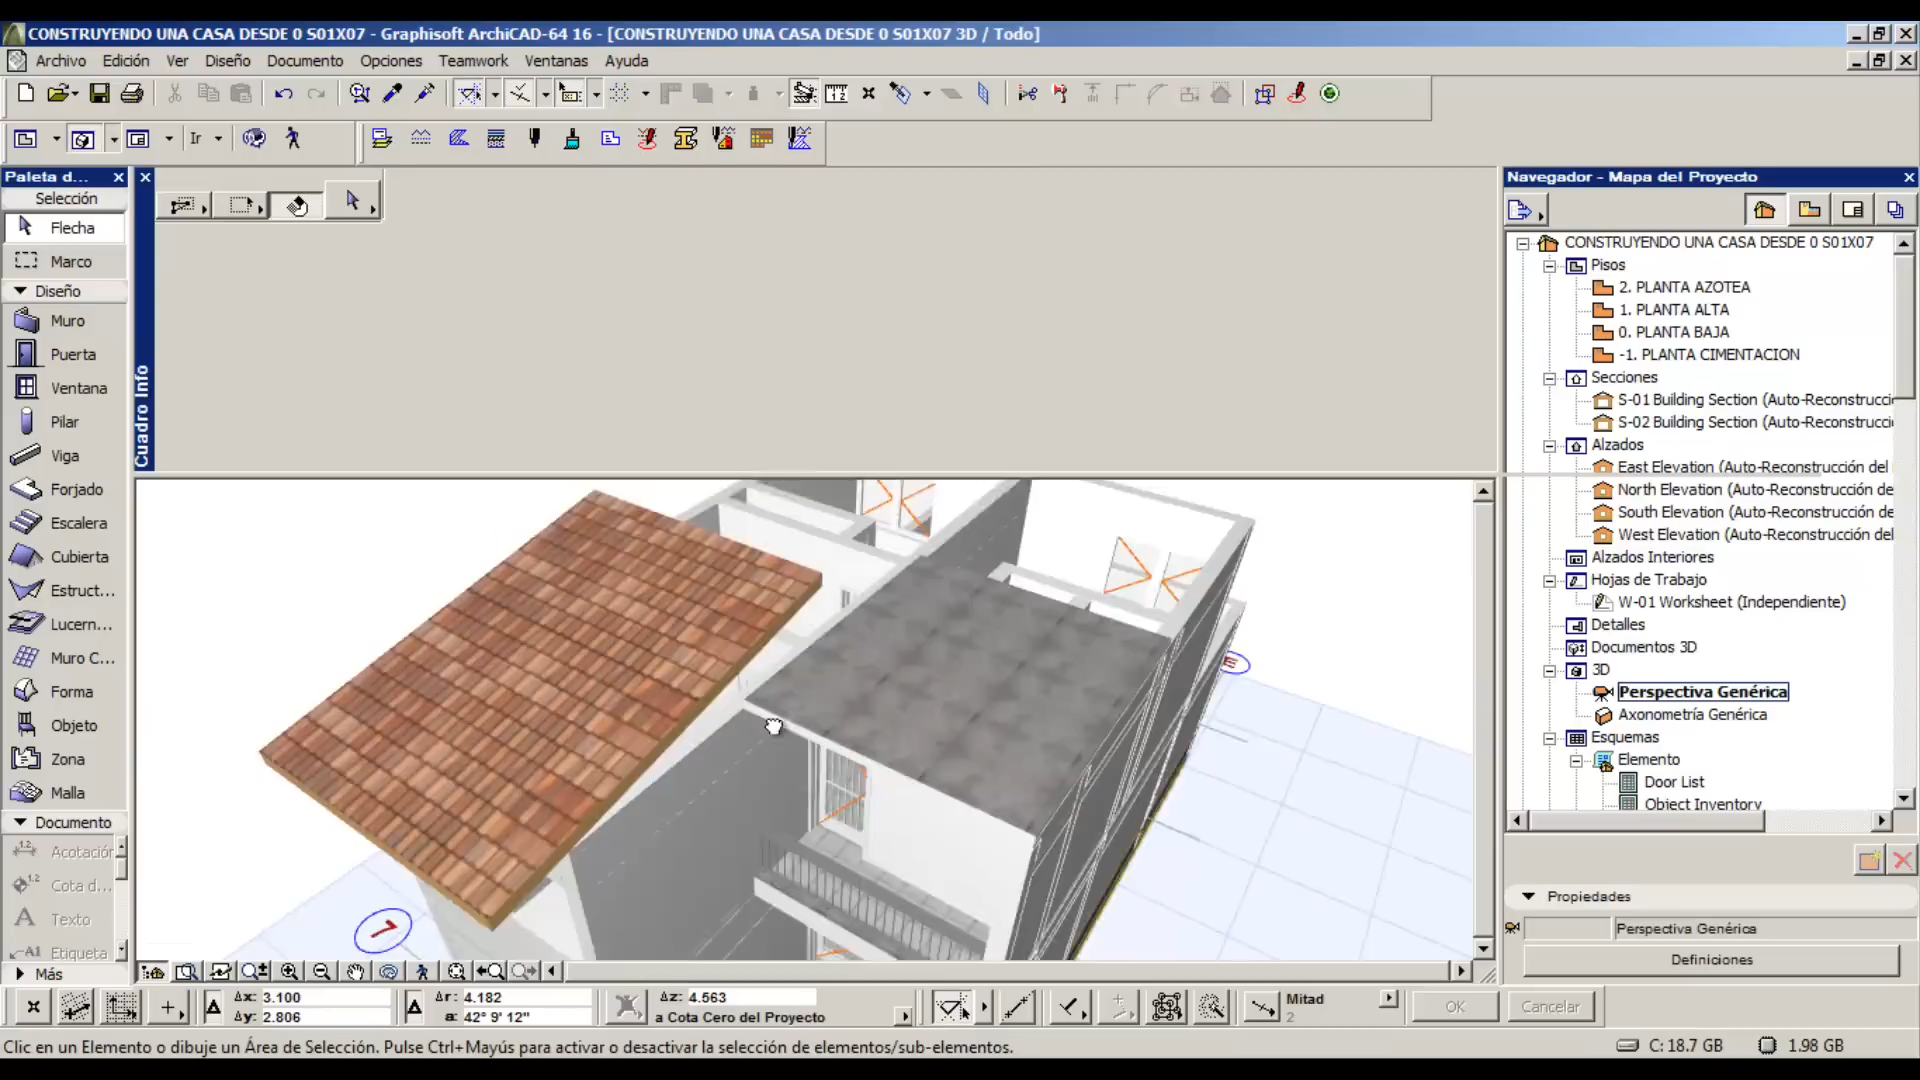 CONSTRUYENDO UNA CASA DESDE 0 S01X07 - Graphisoft ArchiCAD-64 16 - [CONSTRUYENDO UNA CASA DESDE 0 S01X07 3D / Todo]
Archivo Edición Ver Diseño Documento Opciones Teamwork Ventanas Ayuda
Ir
Paleta d...
Selección
Flecha
Marco
Diseño
Muro
Puerta
Ventana
Pilar
Viga
Forjado
Escalera
Cubierta
Estruct...
Lucern...
Muro C...
Forma
Objeto
Zona
Malla
Documento
Acotación
Cota d...
Texto
Etiqueta
Más
Cuadro Info
Navegador - Mapa del Proyecto
CONSTRUYENDO UNA CASA DESDE 0 S01X07
Pisos
2. PLANTA AZOTEA
1. PLANTA ALTA
0. PLANTA BAJA
-1. PLANTA CIMENTACION
Secciones
S-01 Building Section (Auto-Reconstrucci
S-02 Building Section (Auto-Reconstrucci
Alzados
East Elevation (Auto-Reconstrucción del
North Elevation (Auto-Reconstrucción de
South Elevation (Auto-Reconstrucción de
West Elevation (Auto-Reconstrucción del
Alzados Interiores
Hojas de Trabajo
W-01 Worksheet (Independiente)
Detalles
Documentos 3D
3D
Perspectiva Genérica
Axonometría Genérica
Esquemas
Elemento
Door List
Object Inventory
Propiedades
Perspectiva Genérica
Definiciones
Δx: 3.100
Δy: 2.806
Δr: 4.182
a: 42° 9' 12"
Δz: 4.563
a Cota Cero del Proyecto
Mitad
2
OK
Cancelar
Clic en un Elemento o dibuje un Área de Selección. Pulse Ctrl+Mayús para activar o desactivar la selección de elementos/sub-elementos.
C: 18.7 GB
1.98 GB